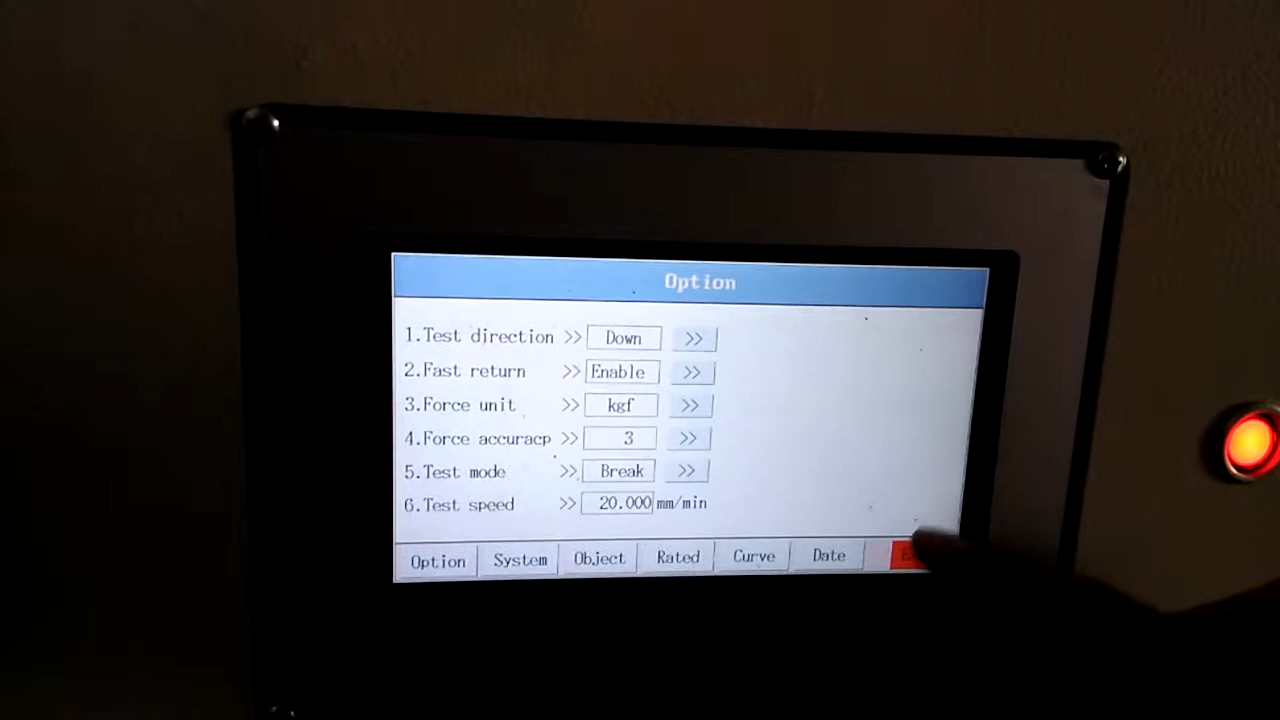 Option
1.Test direction >> Down >>
2.Fast return >> Enable >>
3.Force unit >> kgf >>
4.Force accuracp >> 3 >>
5.Test mode >> Break >>
6.Test speed >> 20.000 mm/min
Option System Object Rated Curve Date